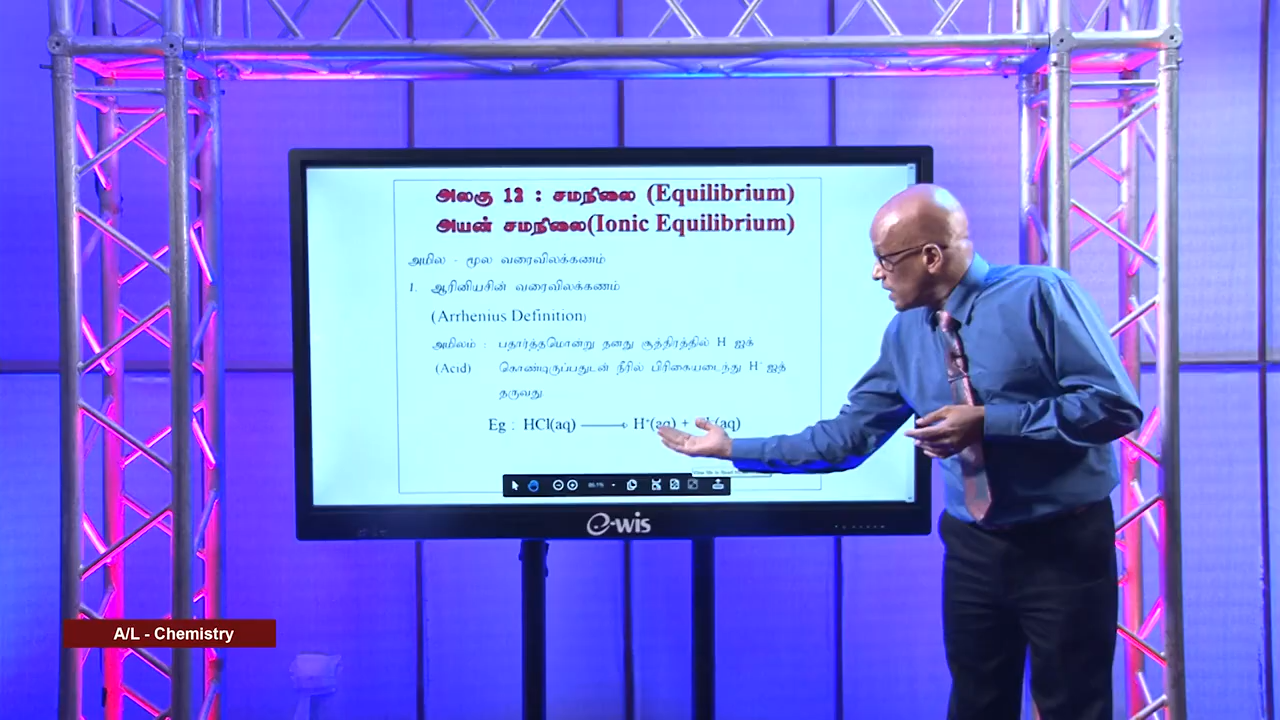 அலகு 12 : சமநிலை (Equilibrium)
அயன் சமநிலை(Ionic Equilibrium)
அமில - மூல வரைவிலக்கணம்
1. ஆரினியசின் வரைவிலக்கணம்
(Arrhenius Definition)
அமிலம் : பதார்த்தமொன்று தனது சூத்திரத்தில் H ஐக்
(Acid) கொண்டிருப்பதுடன் நீரில் பிரிகையடைந்து H⁺ ஐத்
தருவது
Eg : HCl(aq) ⟶ H⁺(aq) + (aq)
e-wis
A/L - Chemistry